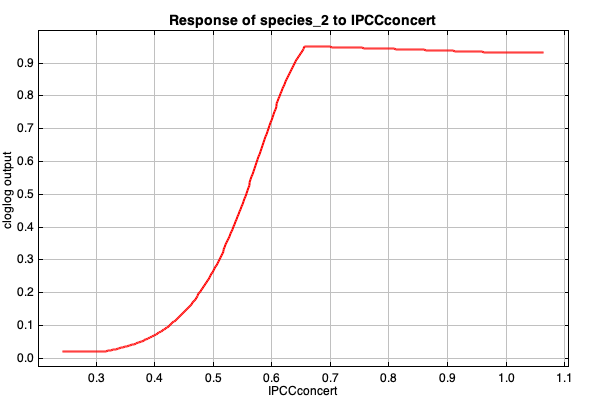 Response of species_2 to IPCCconcert
cloglog output
0.9
0.8
0.7
0.6
0.5
0.4
0.3
0.2
0.1
0.0
0.3 0.4 0.5 0.6 0.7 0.8 0.9 1.0 1.1
IPCCconcert